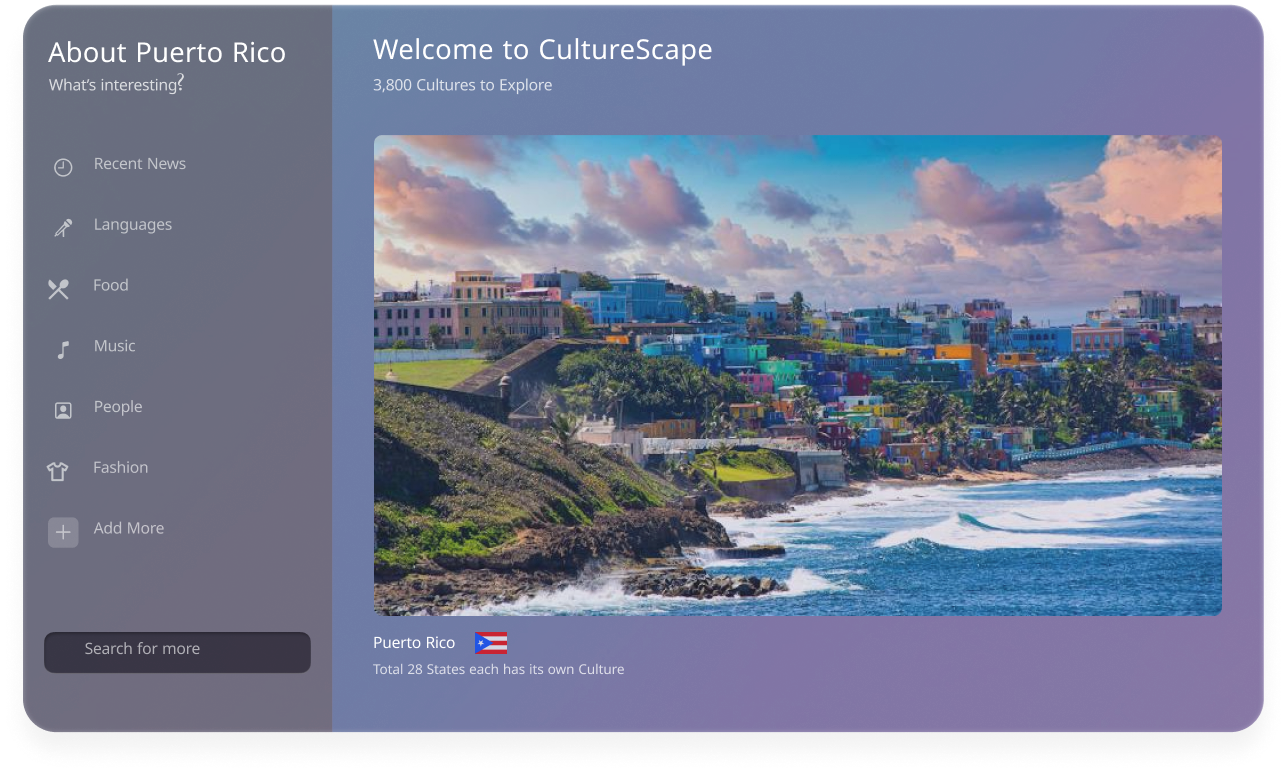 About Puerto Rico
What's interesting?
Recent News
Languages
Food
Music
People
Fashion
Add More
Search for more
Welcome to CultureScape
3,800 Cultures to Explore
Puerto Rico
Total 28 States each has its own Culture